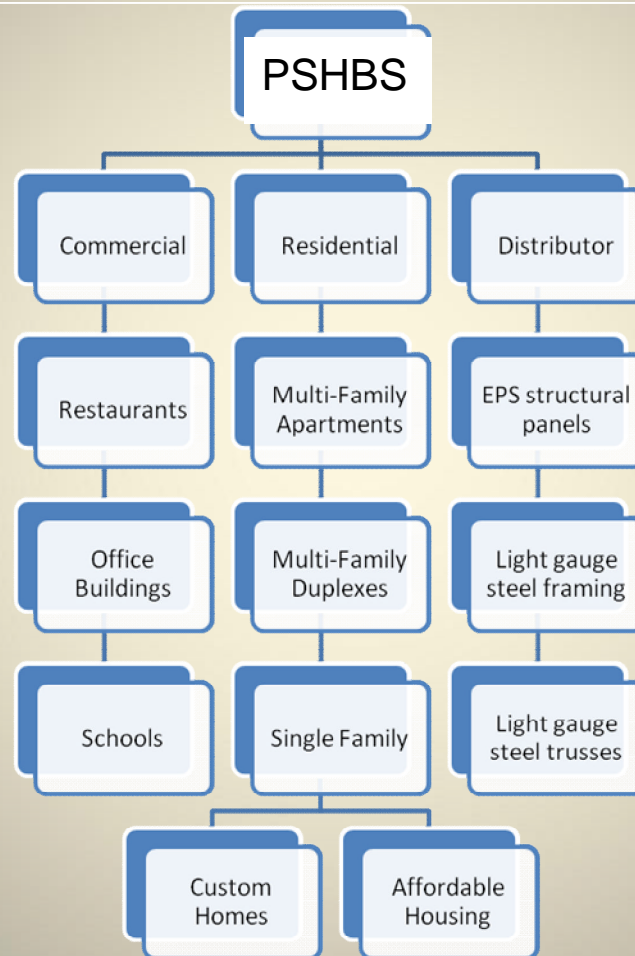 PSHBS
Commercial
Residential
Distributor
Restaurants
Multi-Family
Apartments
EPS structural
panels
Office
Buildings
Multi-Family
Duplexes
Light gauge
steel framing
Schools
Single Family
Light gauge
steel trusses
Custom
Homes
Affordable
Housing